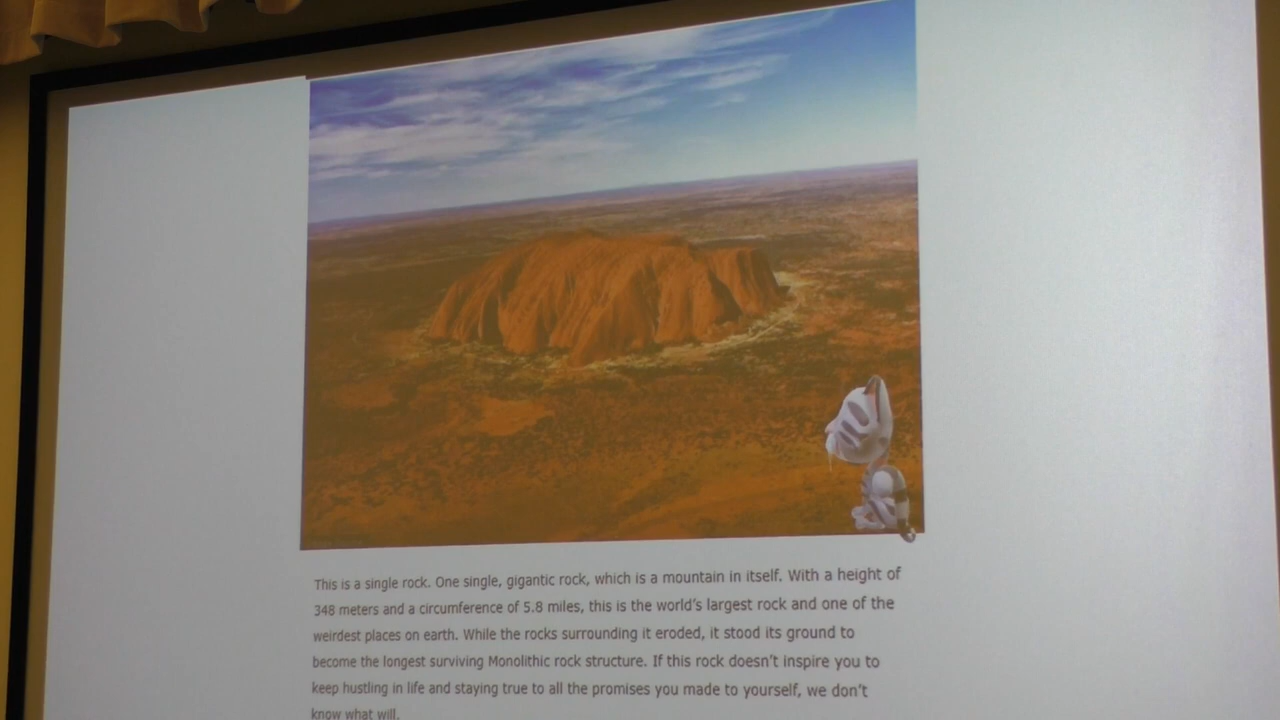 This is a single rock. One single, gigantic rock, which is a mountain in itself. With a height of
348 meters and a circumference of 5.8 miles, this is the world's largest rock and one of the
weirdest places on earth. While the rocks surrounding it eroded, it stood its ground to
become the longest surviving Monolithic rock structure. If this rock doesn't inspire you to
keep hustling in life and staying true to all the promises you made to yourself, we don't
know what will.